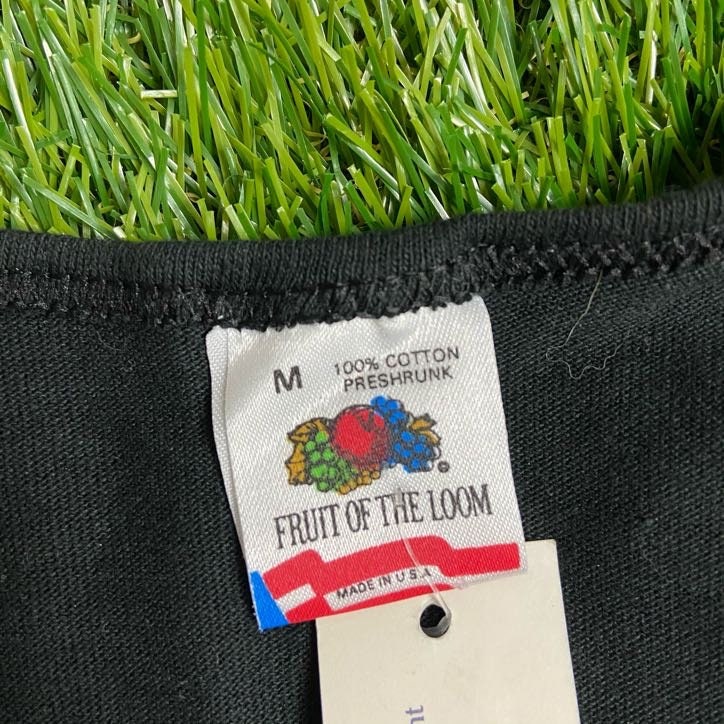 M
100% COTTON
PRESHRUNK
FRUIT OF THE LOOM
MADE IN U.S.A.